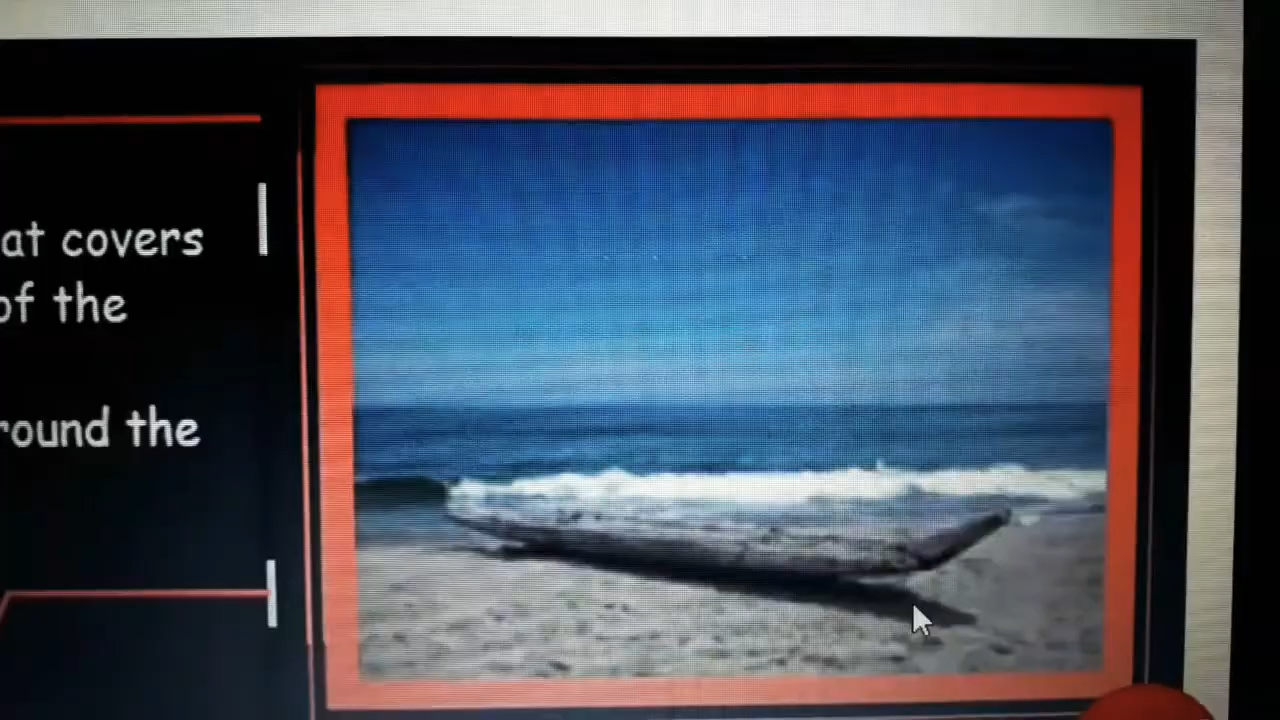 at covers
of the
round the